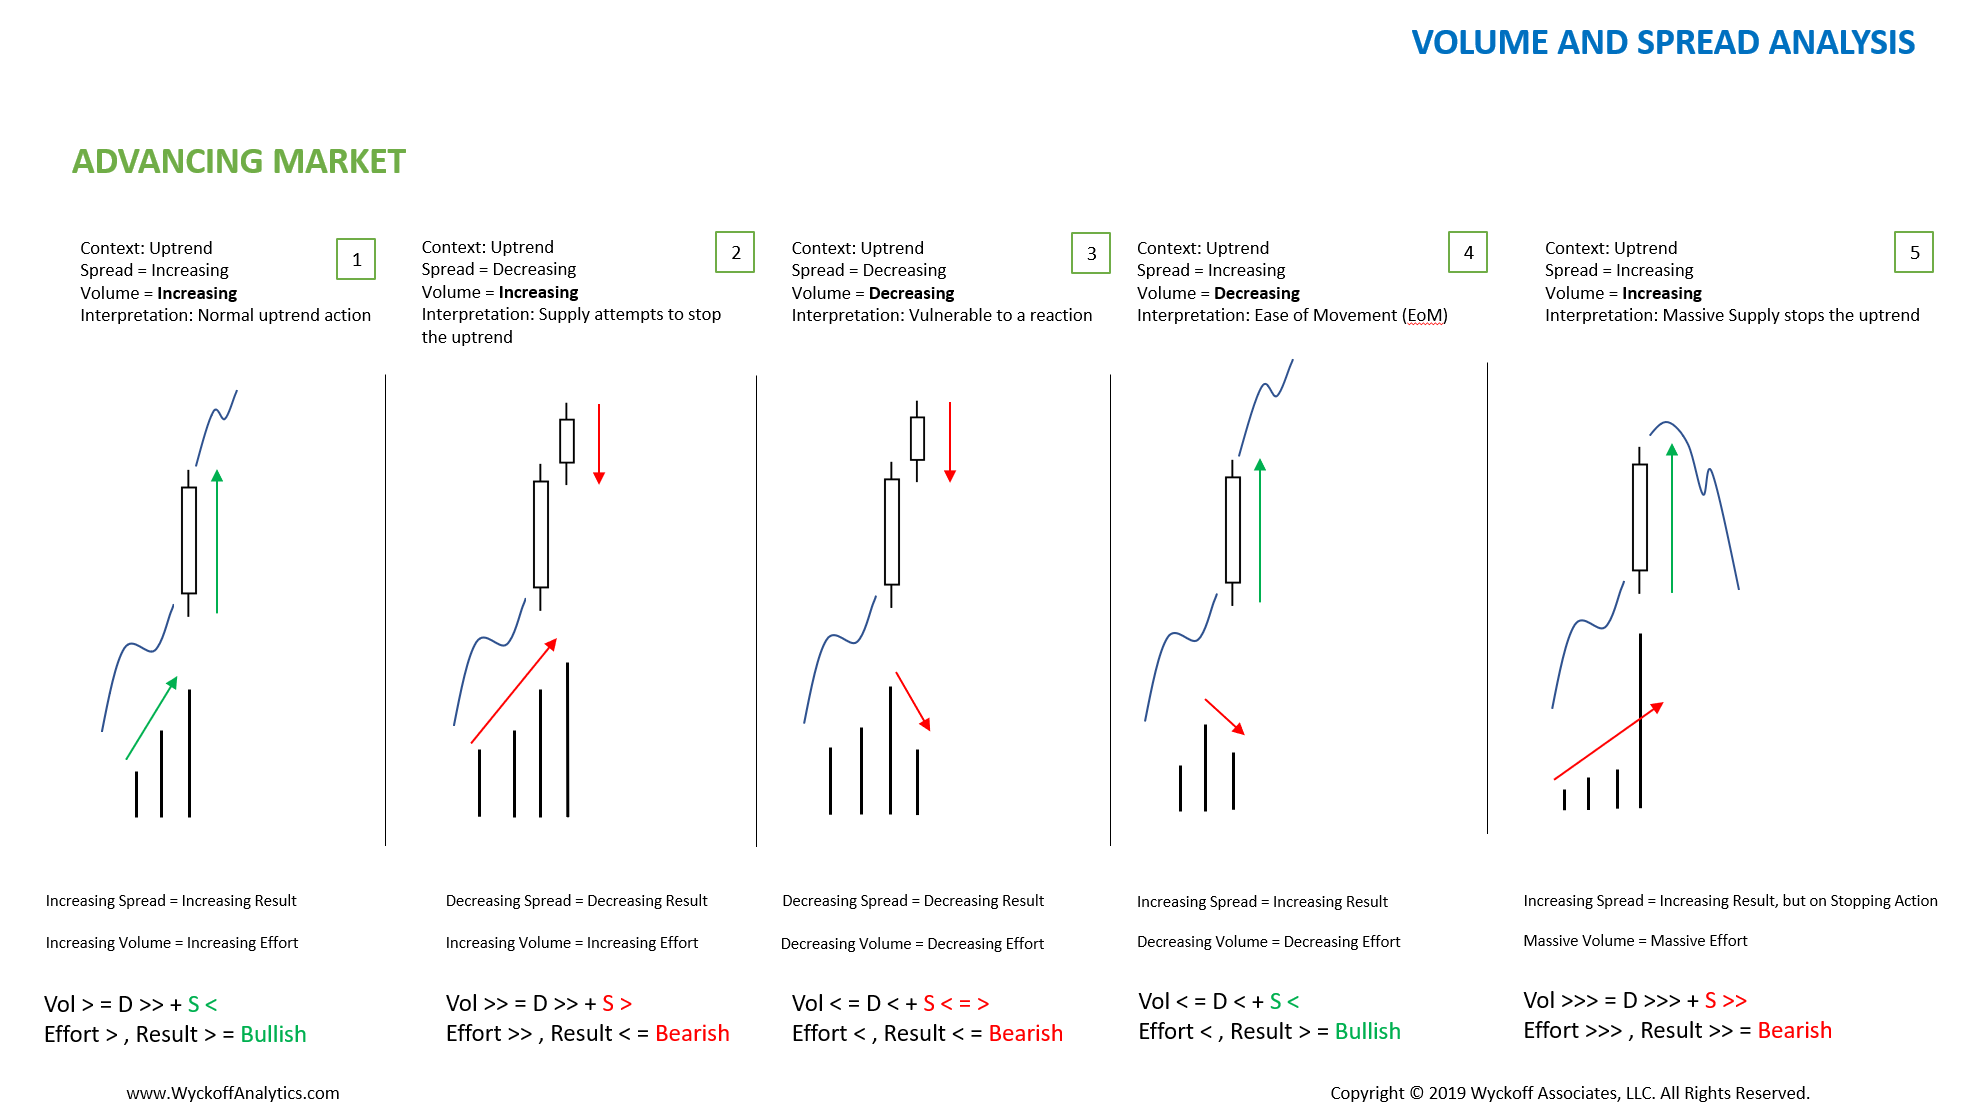 VOLUME AND SPREAD ANALYSIS
ADVANCING MARKET
Context: Uptrend
Spread = Increasing
Volume = Increasing
Interpretation: Normal uptrend action
1
Context: Uptrend
Spread = Decreasing
Volume = Increasing
Interpretation: Supply attempts to stop
the uptrend
2
Context: Uptrend
Spread = Decreasing
Volume = Decreasing
Interpretation: Vulnerable to a reaction
3
Context: Uptrend
Spread = Increasing
Volume = Decreasing
Interpretation: Ease of Movement (EoM)
4
Context: Uptrend
Spread = Increasing
Volume = Increasing
Interpretation: Massive Supply stops the uptrend
5
Increasing Spread = Increasing Result
Increasing Volume = Increasing Effort
Vol > = D >> + S <
Effort > , Result > = Bullish
Decreasing Spread = Decreasing Result
Increasing Volume = Increasing Effort
Vol >> = D >> + S >
Effort >> , Result < = Bearish
Decreasing Spread = Decreasing Result
Decreasing Volume = Decreasing Effort
Vol < = D < + S < = >
Effort < , Result < = Bearish
Increasing Spread = Increasing Result
Decreasing Volume = Decreasing Effort
Vol < = D < + S <
Effort < , Result > = Bullish
Increasing Spread = Increasing Result, but on Stopping Action
Massive Volume = Massive Effort
Vol >>> = D >>> + S >>
Effort >>> , Result >> = Bearish
www.WyckoffAnalytics.com
Copyright © 2019 Wyckoff Associates, LLC. All Rights Reserved.